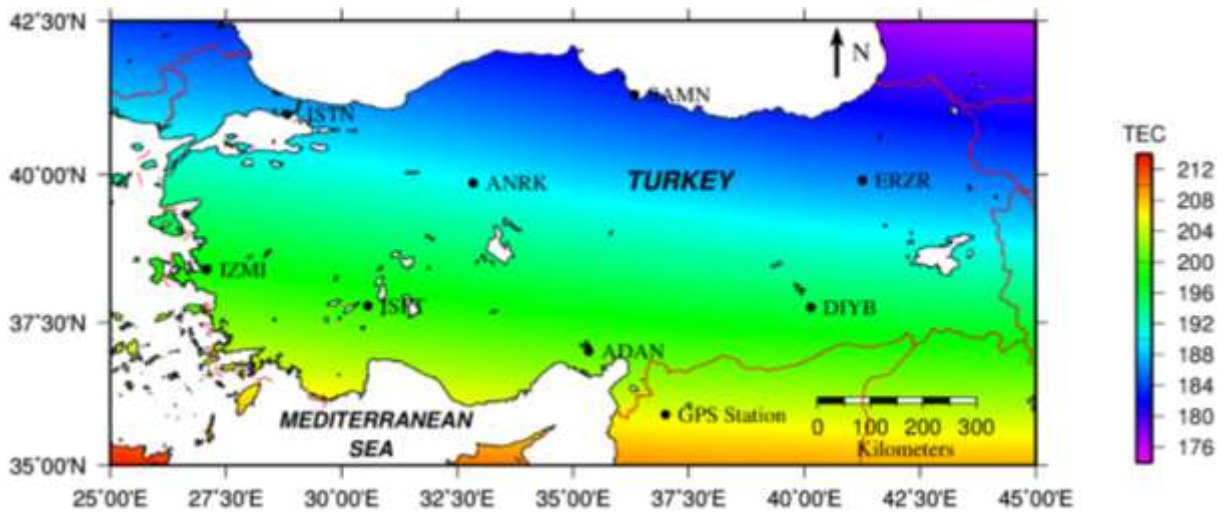 42˚30'N
N
SAMN
ISTN
TEC
212
40˚00'N
ANRK
TURKEY
ERZR
208
204
200
IZMI
196
ISPT
DIYB
192
37˚30'N
188
ADAN
184
MEDITERRANEAN
SEA
GPS Station
180
0 100 200 300
Kilometers
176
35˚00'N
25˚00'E 27˚30'E 30˚00'E 32˚30'E 35˚00'E 37˚30'E 40˚00'E 42˚30'E 45˚00'E